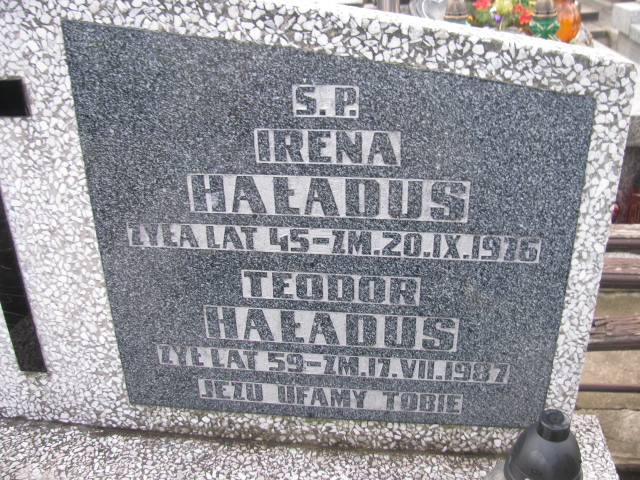 S.P.
IRENA
HAŁADUS
ŻYŁA LAT 45-ZM.20.IX.1936
TEODOR
HAŁADUS
ŻYŁ LAT 59-ZM.17.VII.1987
JEZU UFAMY TOBIE